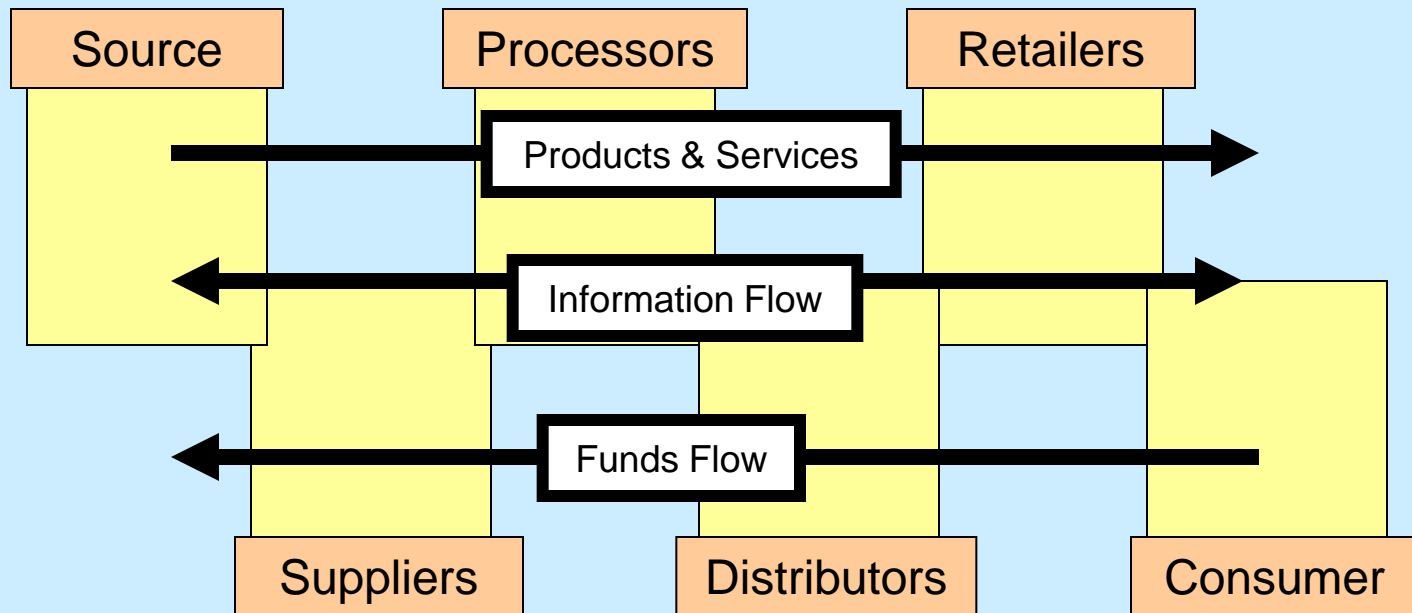 Source
Processors
Retailers
Products & Services
Information Flow
Funds Flow
Suppliers
Distributors
Consumer